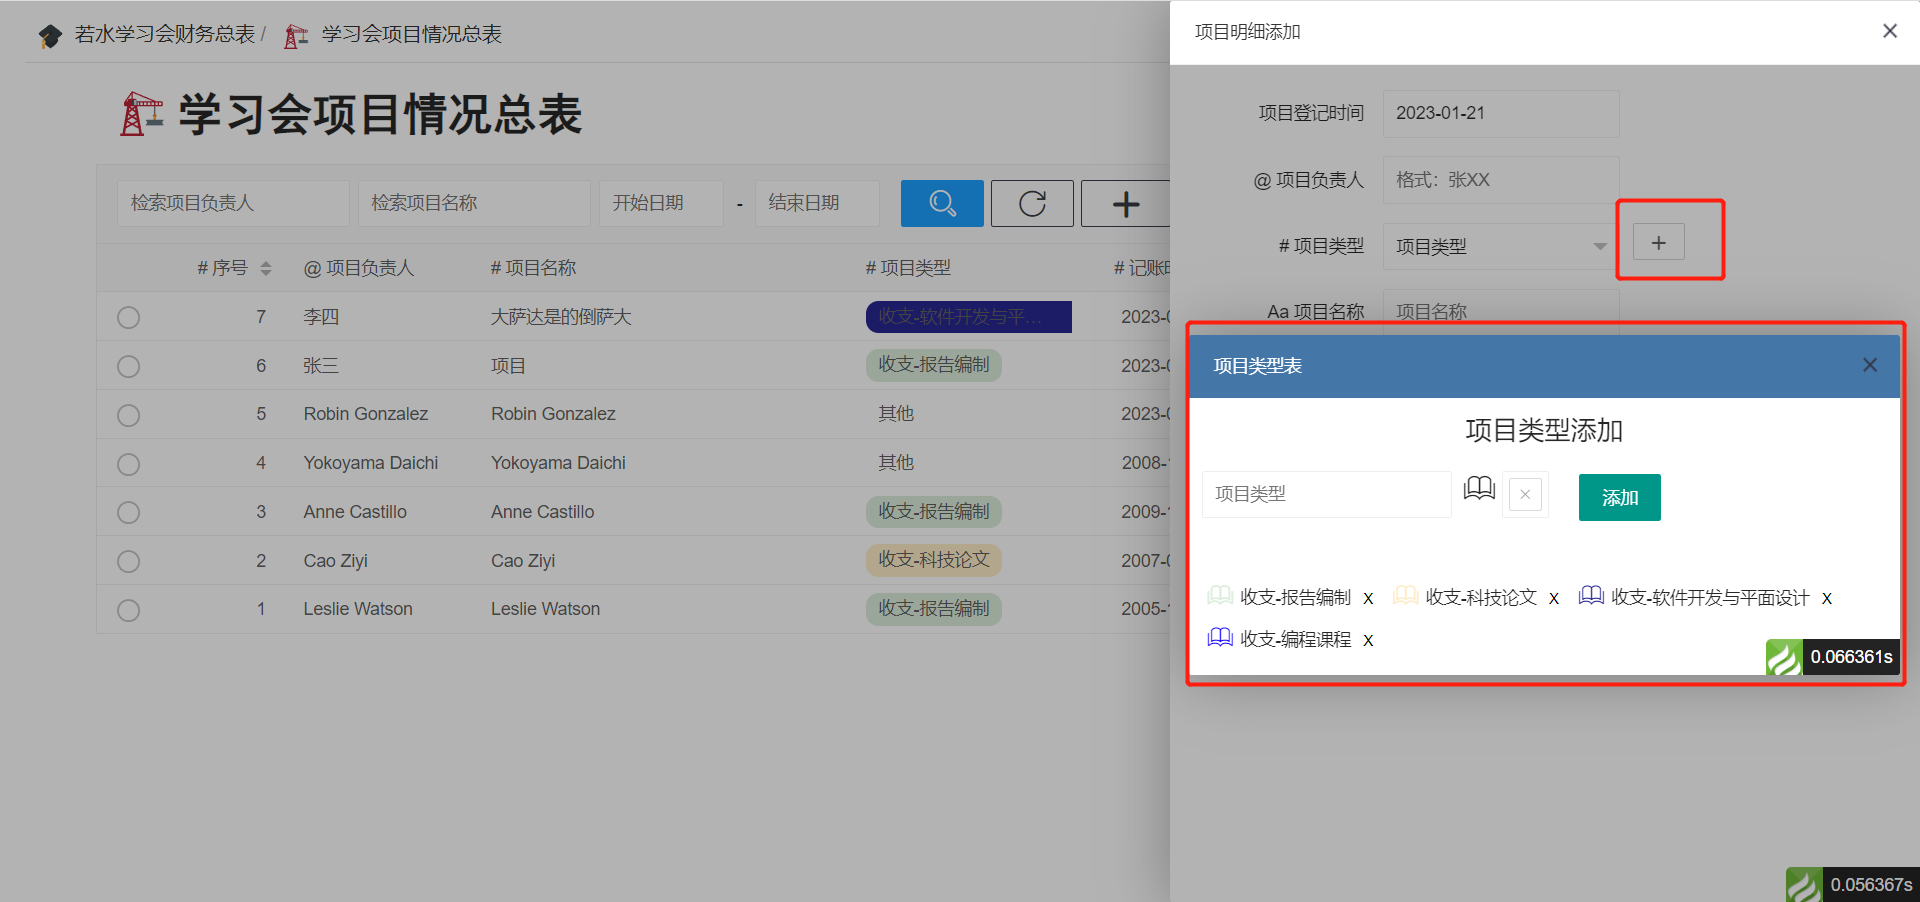 若水学习会财务总表 / 学习会项目情况总表
学习会项目情况总表
检索项目负责人 检索项目名称 开始日期 - 结束日期
# 序号 @ 项目负责人 # 项目名称 # 项目类型 # 记账时
7 李四 大萨达是的倒萨大 收支-软件开发与平... 2023-0
6 张三 项目 收支-报告编制 2023-0
5 Robin Gonzalez Robin Gonzalez 其他 2023-0
4 Yokoyama Daichi Yokoyama Daichi 其他 2008-1
3 Anne Castillo Anne Castillo 收支-报告编制 2009-1
2 Cao Ziyi Cao Ziyi 收支-科技论文 2007-0
1 Leslie Watson Leslie Watson 收支-报告编制 2005-1
项目明细添加
项目登记时间 2023-01-21
@ 项目负责人 格式：张XX
# 项目类型 项目类型 +
Aa 项目名称 项目名称
项目类型表
项目类型添加
项目类型 添加
收支-报告编制 x 收支-科技论文 x 收支-软件开发与平面设计 x
收支-编程课程 x
0.066361s
0.056367s